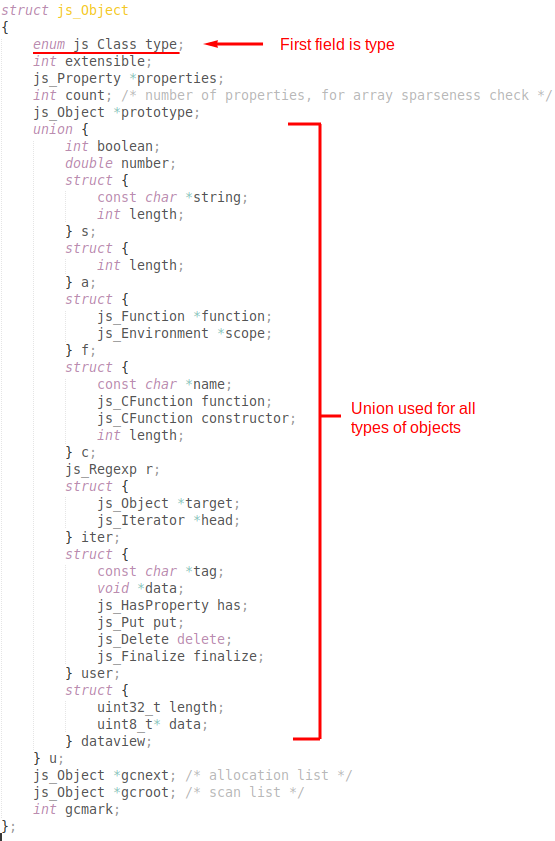 struct js_Object
{
    enum js_Class type;
First field is type
    int extensible;
    js_Property *properties;
    int count; /* number of properties, for array sparseness check */
    js_Object *prototype;
    union {
        int boolean;
        double number;
        struct {
            const char *string;
            int length;
        } s;
        struct {
            int length;
        } a;
        struct {
            js_Function *function;
            js_Environment *scope;
        } f;
        struct {
            const char *name;
            js_CFunction function;
            js_CFunction constructor;
            int length;
        } c;
        js_Regexp r;
        struct {
            js_Object *target;
            js_Iterator *head;
        } iter;
        struct {
            const char *tag;
            void *data;
            js_HasProperty has;
            js_Put put;
            js_Delete delete;
            js_Finalize finalize;
        } user;
        struct {
            uint32_t length;
            uint8_t* data;
        } dataview;
    } u;
Union used for all
types of objects
    js_Object *gcnext; /* allocation list */
    js_Object *gcroot; /* scan list */
    int gcmark;
};